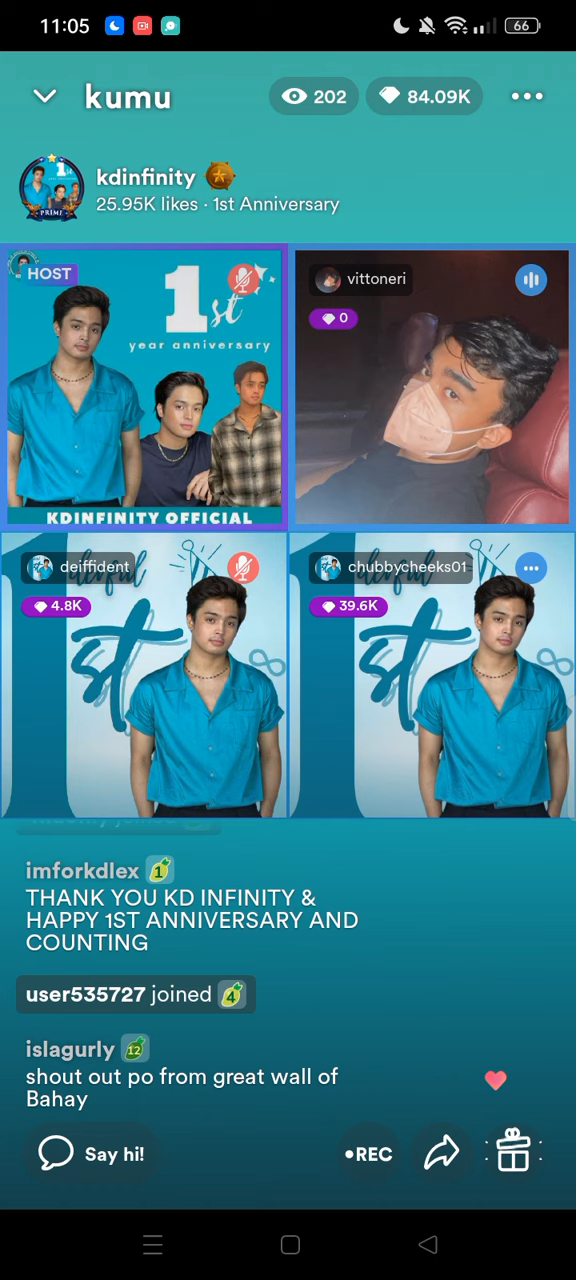 11:05
66
kumu
202
84.09K
kdinfinity
25.95K likes · 1st Anniversary
PRIME
HOST
1st
year anniversary
KDINFINITY OFFICIAL
vittoneri
0
deiffident
4.8K
st
chubbycheeks01
39.6K
st
imforkdlex 1
THANK YOU KD INFINITY &
HAPPY 1ST ANNIVERSARY AND
COUNTING
user535727 joined 4
islagurly 12
shout out po from great wall of
Bahay
Say hi!
•REC